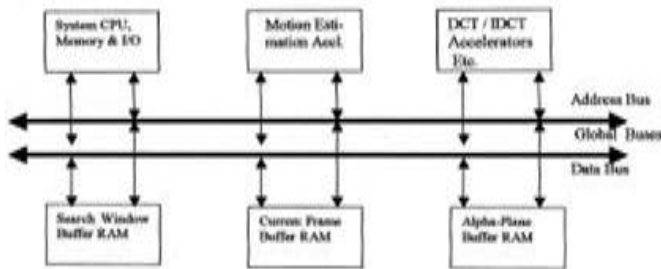 System CPU,
Memory & I/O
Motion Esti-
mation Accl.
DCT / IDCT
Accelerators
Etc.
Address Bus
Global Buses
Data Bus
Search Window
Buffer RAM
Current Frame
Buffer RAM
Alpha-Plane
Buffer RAM